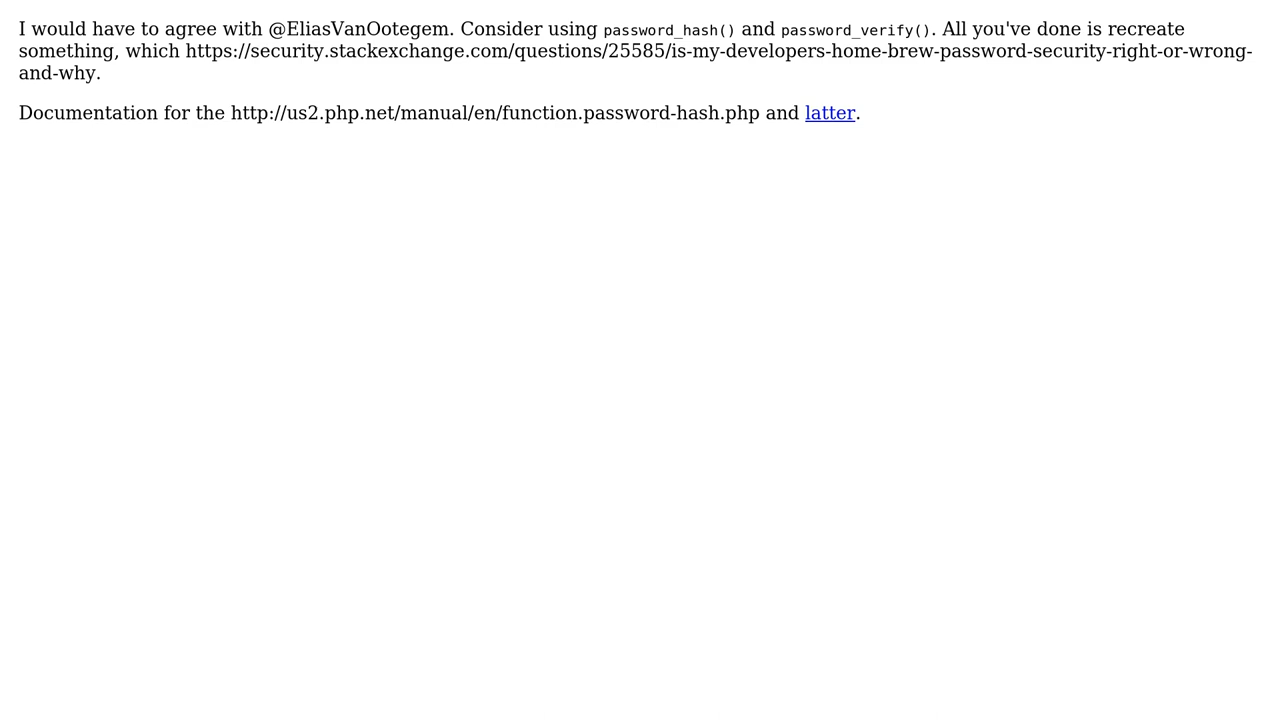 I would have to agree with @EliasVanOotegem. Consider using password_hash() and password_verify(). All you've done is recreate
something, which https://security.stackexchange.com/questions/25585/is-my-developers-home-brew-password-security-right-or-wrong-
and-why.
Documentation for the http://us2.php.net/manual/en/function.password-hash.php and latter.